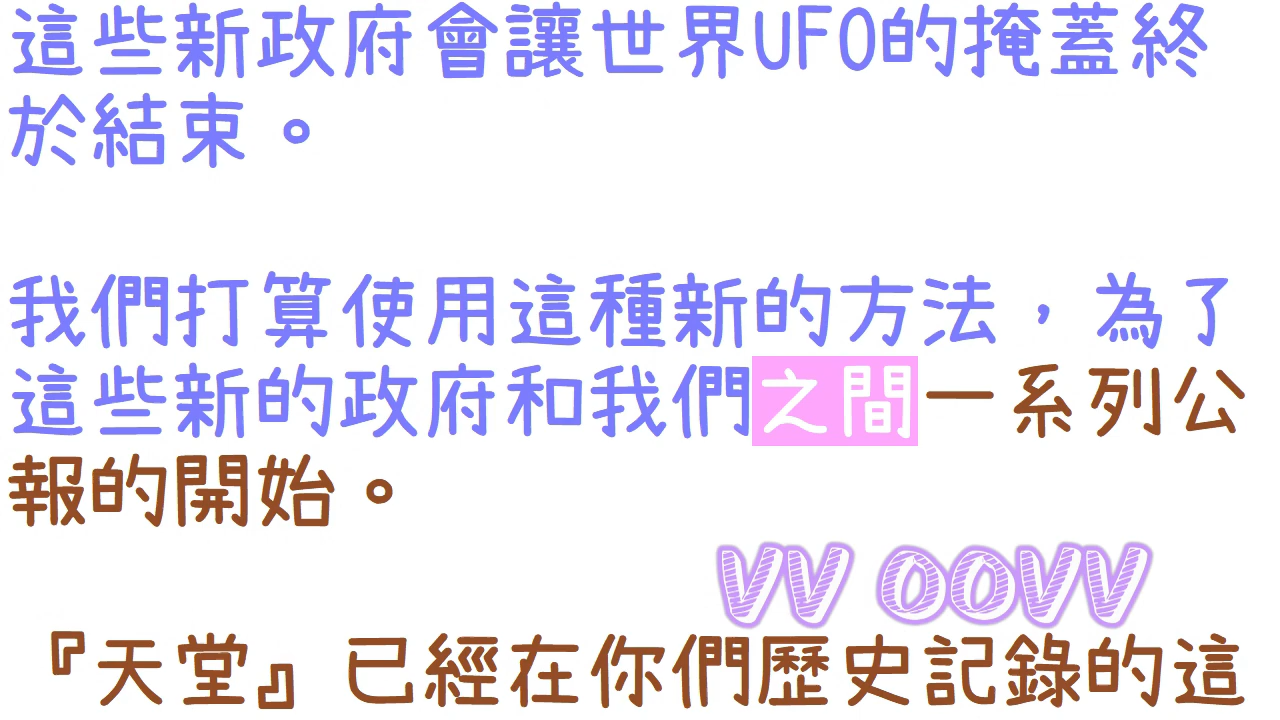 這些新政府會讓世界UFO的掩蓋終
於結束。
我們打算使用這種新的方法，為了
這些新的政府和我們之間一系列公
報的開始。
VV OOVV
『天堂』已經在你們歷史記錄的這